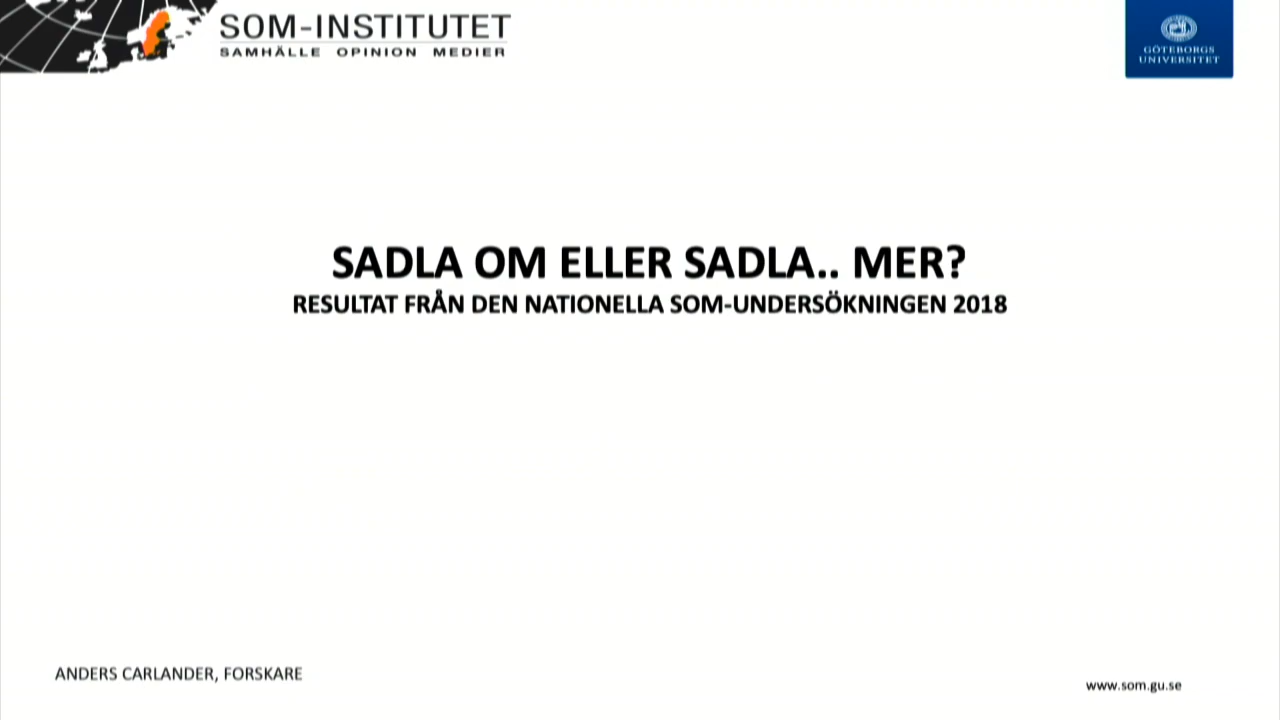 SOM-INSTITUTET
SAMHÄLLE OPINION MEDIER
GÖTEBORGS
UNIVERSITET
SADLA OM ELLER SADLA.. MER?
RESULTAT FRÅN DEN NATIONELLA SOM-UNDERSÖKNINGEN 2018
ANDERS CARLANDER, FORSKARE
www.som.gu.se